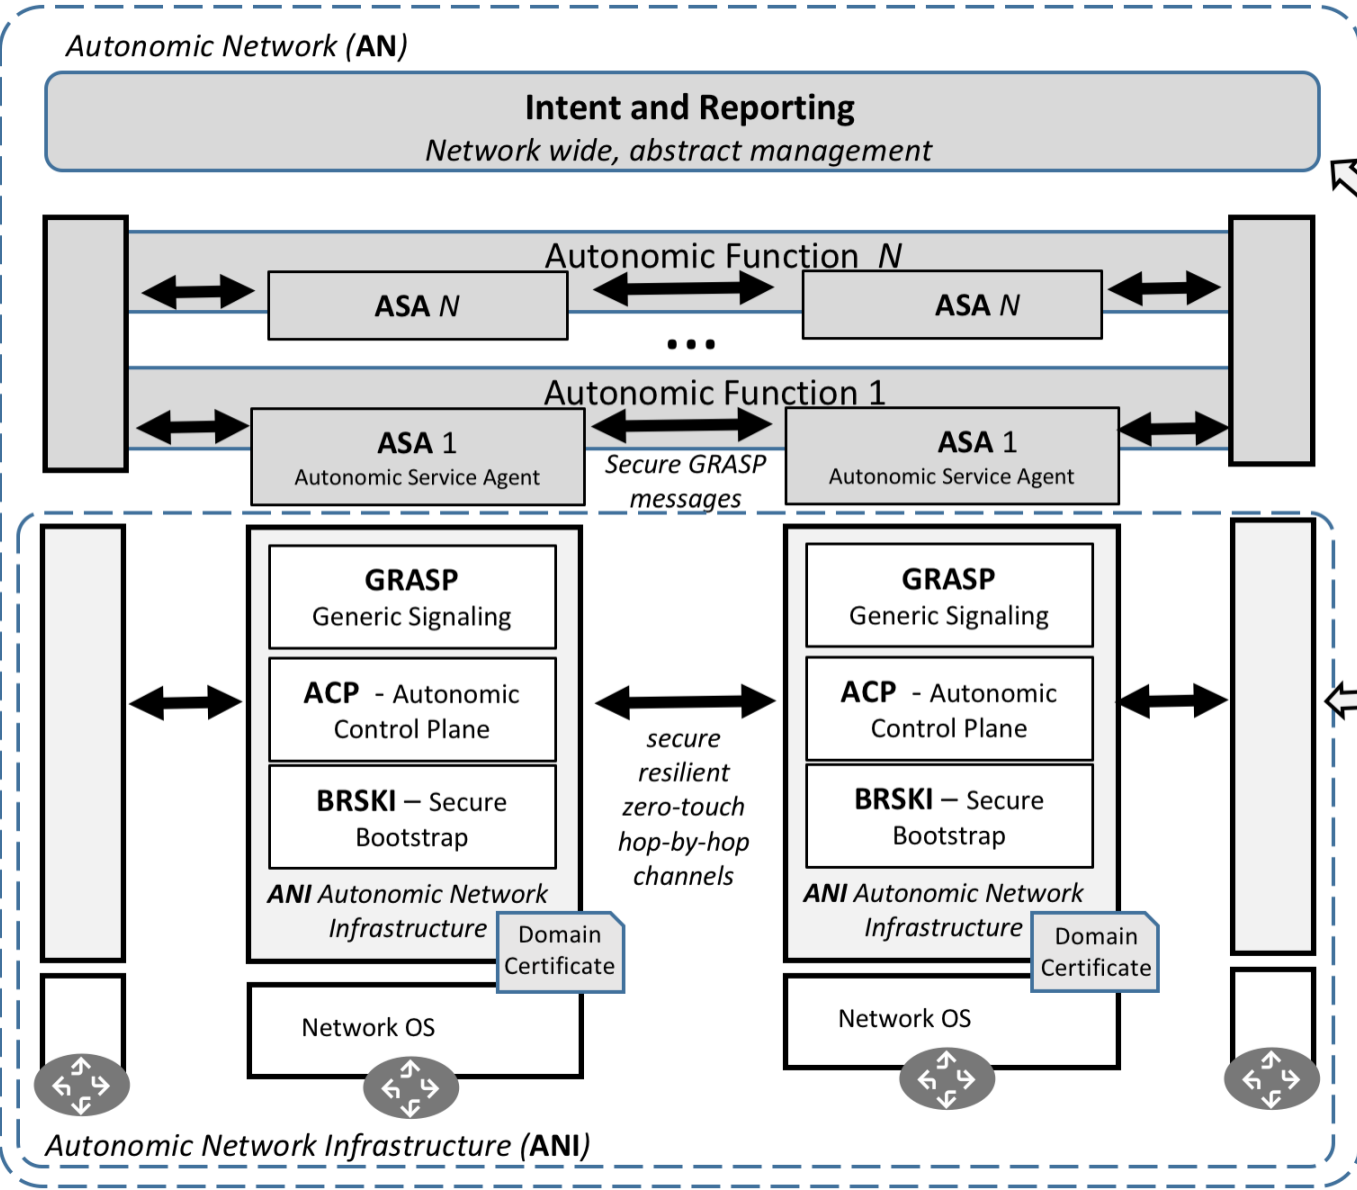 Autonomic Network (AN)
Intent and Reporting
Network wide, abstract management
Autonomic Function N
ASA N
ASA N
...
Autonomic Function 1
ASA 1
Autonomic Service Agent
Secure GRASP
messages
ASA 1
Autonomic Service Agent
GRASP
Generic Signaling
ACP - Autonomic
Control Plane
BRSKI – Secure
Bootstrap
ANI Autonomic Network
Infrastructure
Domain
Certificate
Network OS
secure
resilient
zero-touch
hop-by-hop
channels
GRASP
Generic Signaling
ACP - Autonomic
Control Plane
BRSKI – Secure
Bootstrap
ANI Autonomic Network
Infrastructure
Domain
Certificate
Network OS
Autonomic Network Infrastructure (ANI)